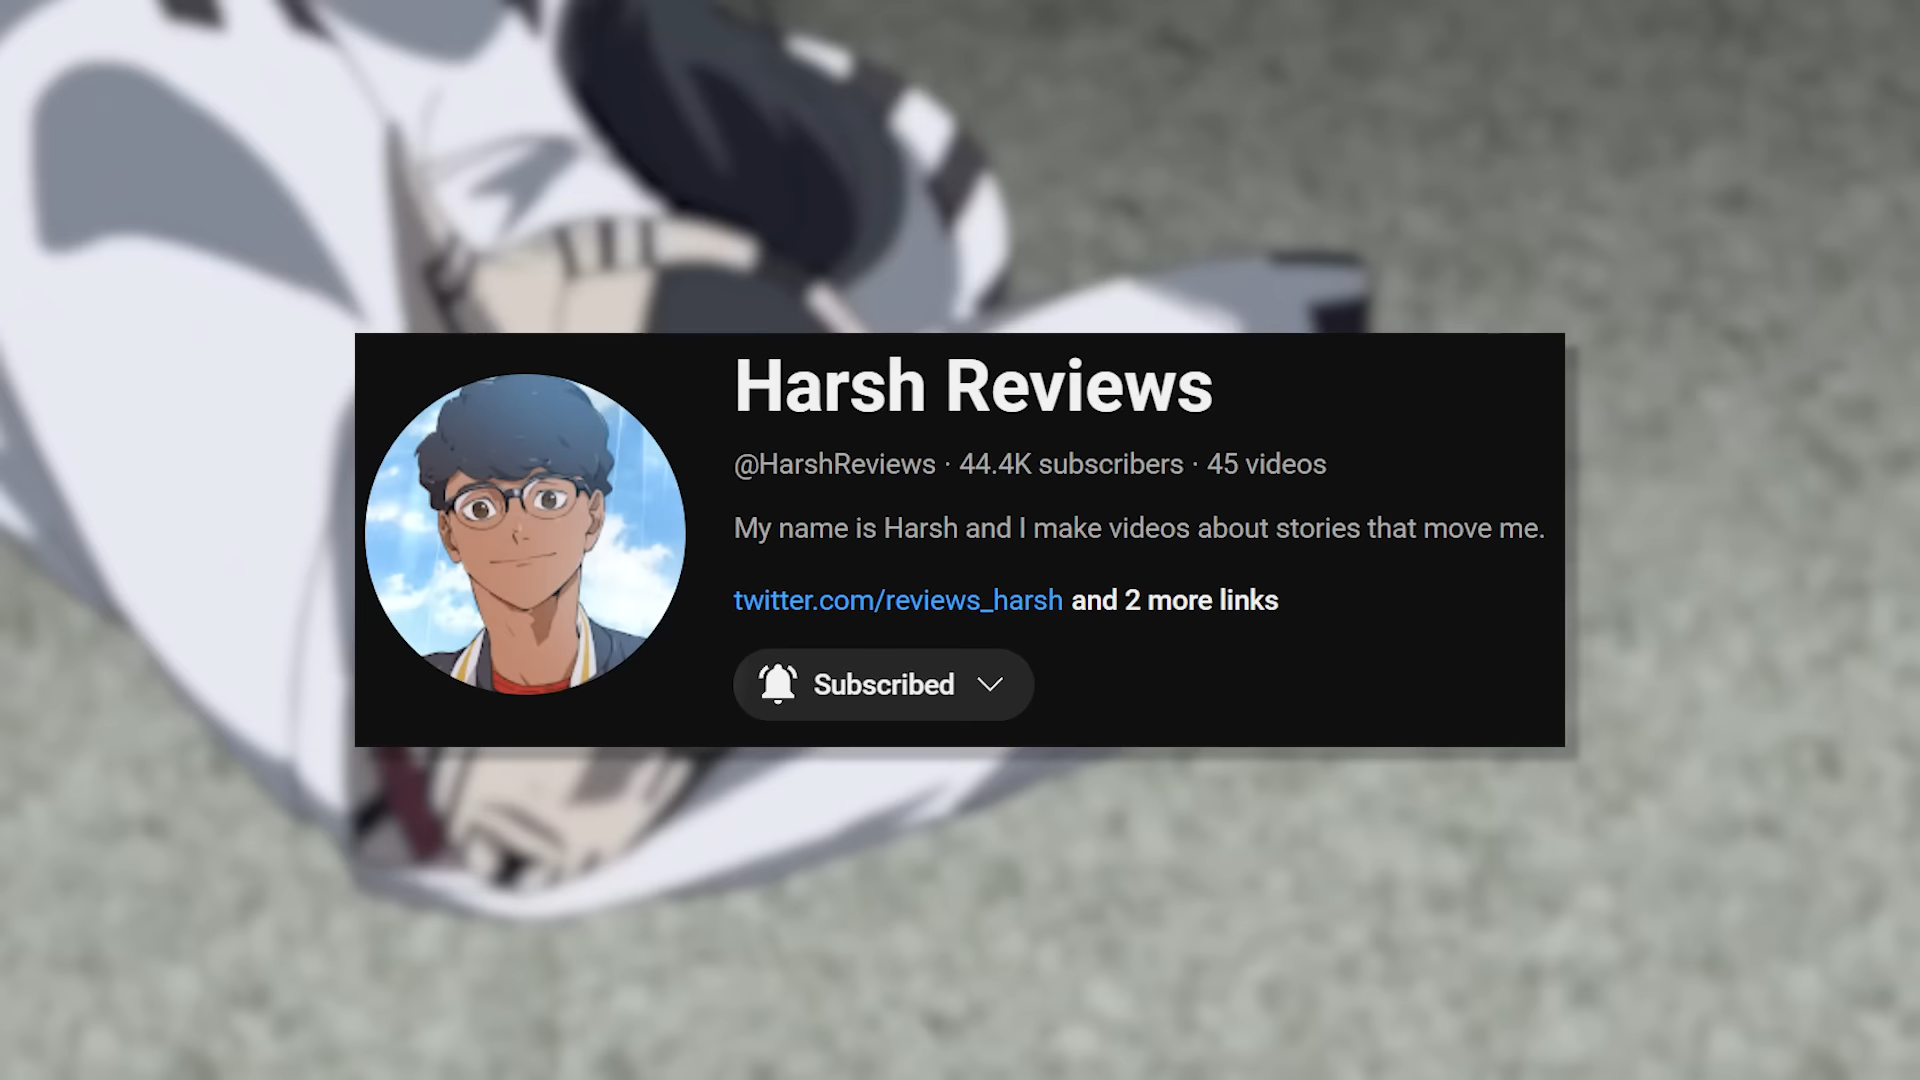 Harsh Reviews
@HarshReviews · 44.4K subscribers · 45 videos
My name is Harsh and I make videos about stories that move me.
twitter.com/reviews_harsh and 2 more links
Subscribed